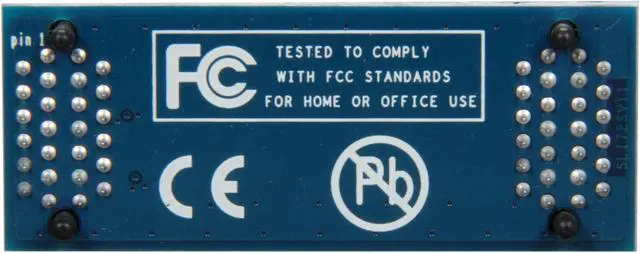 pin 1
FC TESTED TO COMPLY
WITH FCC STANDARDS
FOR HOME OR OFFICE USE
CE
Pb